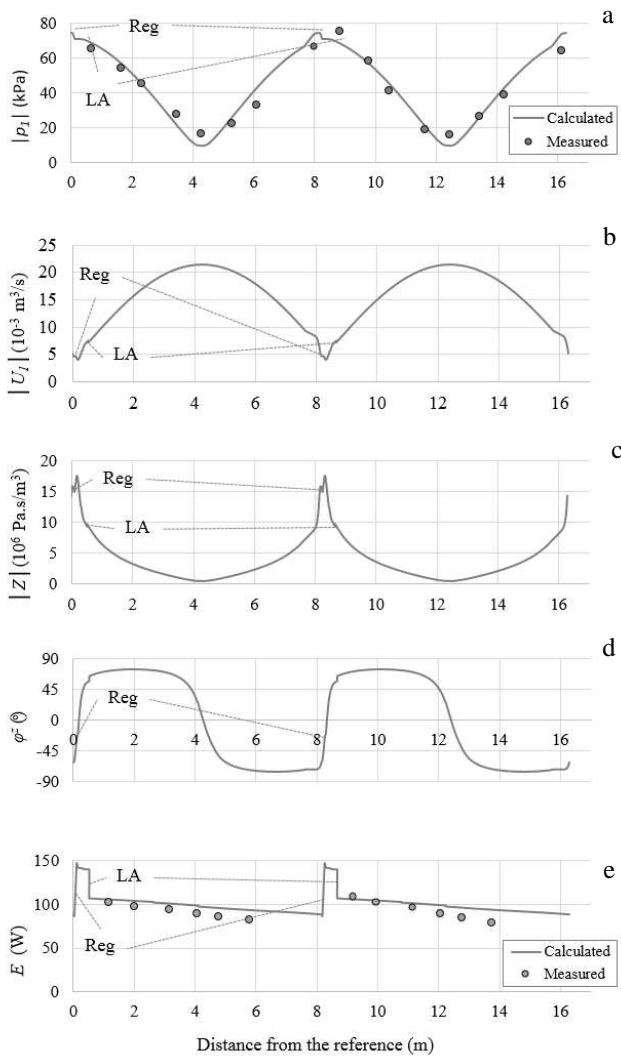 a
80
60
40
20
0
|p₁| (kPa)
Reg
LA
Calculated
Measured
0 2 4 6 8 10 12 14 16
b
25
20
15
10
5
0
|U₁| (10⁻³ m³/s)
Reg
LA
0 2 4 6 8 10 12 14 16
c
20
15
10
5
0
|Z| (10⁶ Pa.s/m³)
Reg
LA
0 2 4 6 8 10 12 14 16
d
90
45
0
-45
-90
Reg
0 2 4 6 8 10 12 14 16
e
150
100
50
0
E (W)
LA
Reg
Calculated
Measured
0 2 4 6 8 10 12 14 16
Distance from the reference (m)